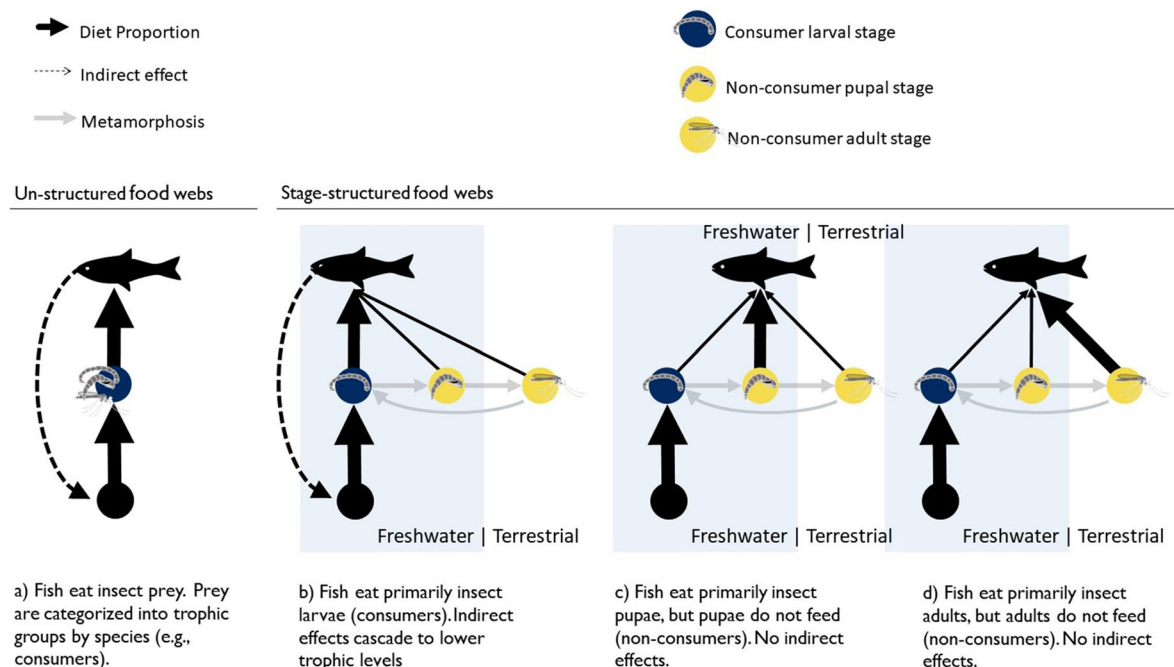 Diet Proportion
Indirect effect
Metamorphosis
Consumer larval stage
Non-consumer pupal stage
Non-consumer adult stage
Un-structured food webs
Stage-structured food webs
Freshwater | Terrestrial
Freshwater | Terrestrial
Freshwater | Terrestrial
Freshwater | Terrestrial
a) Fish eat insect prey. Prey
are categorized into trophic
groups by species (e.g.,
consumers).
b) Fish eat primarily insect
larvae (consumers). Indirect
effects cascade to lower
trophic levels
c) Fish eat primarily insect
pupae, but pupae do not feed
(non-consumers). No indirect
effects.
d) Fish eat primarily insect
adults, but adults do not feed
(non-consumers). No indirect
effects.